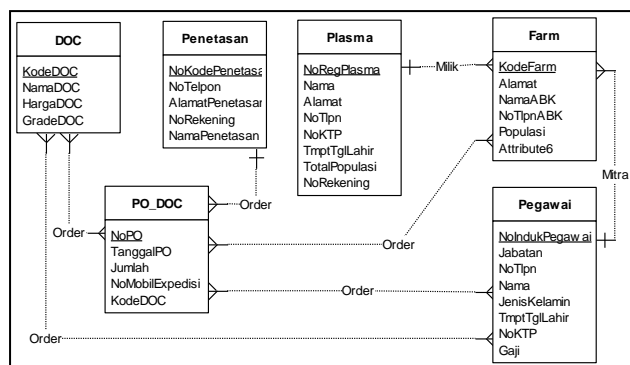 DOC
KodeDOC
NamaDOC
HargaDOC
GradeDOC
Penetasan
NoKodePenetasa
NoTelpon
AlamatPenetasan
NoRekening
NamaPenetasan
Plasma
NoRegPlasma
Nama
Alamat
NoTlpn
NoKTP
TmptTglLahir
TotalPopulasi
NoRekening
Milik
Farm
KodeFarm
Alamat
NamaABK
NoTlpnABK
Populasi
Attribute6
Mitra
Order
Order
PO_DOC
NoPO
TanggalPO
Jumlah
NoMobilExpedisi
KodeDOC
Order
Order
Order
Pegawai
NoIndukPegawai
Jabatan
NoTlpn
Nama
JenisKelamin
TmptTglLahir
NoKTP
Gaji